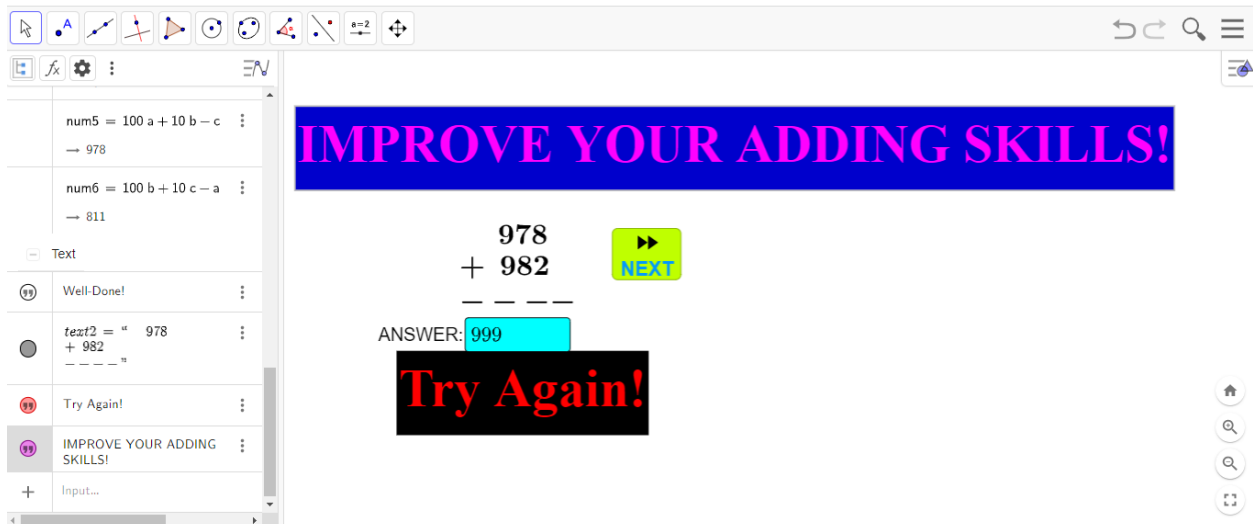 A
a=2
fx
num5 = 100 a + 10 b − c
→ 978
num6 = 100 b + 10 c − a
→ 811
Text
Well-Done!
text2 = “ 978
+ 982
− − − − ”
Try Again!
IMPROVE YOUR ADDING
SKILLS!
Input...
IMPROVE YOUR ADDING SKILLS!
978
+ 982
− − − −
NEXT
ANSWER: 999
Try Again!